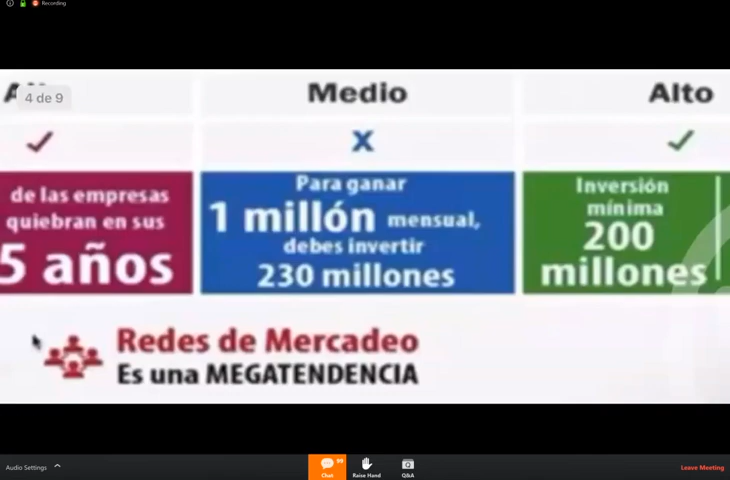 Recording
4 de 9
Medio
Alto
X
de las empresas
quiebran en sus
5 años
Para ganar
1 millón mensual,
debes invertir
230 millones
Inversión
mínima
200
millones
Redes de Mercadeo
Es una MEGATENDENCIA
Audio Settings
Chat
99
Raise Hand
Q&A
Leave Meeting